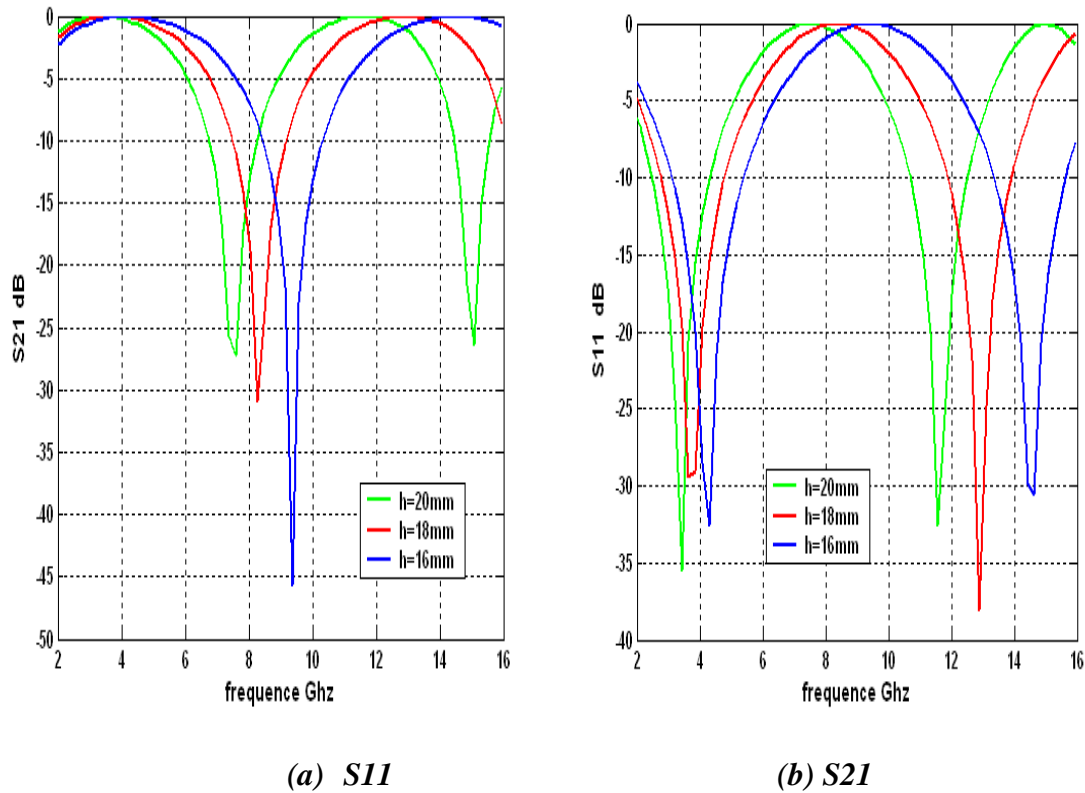 0
-5
-10
-15
-20
-25
-30
-35
-40
-45
-50
S21 dB
2 4 6 8 10 12 14 16
frequence Ghz
h=20mm
h=18mm
h=16mm
(a) S11
0
-5
-10
-15
-20
-25
-30
-35
-40
S11 dB
2 4 6 8 10 12 14 16
frequence Ghz
h=20mm
h=18mm
h=16mm
(b) S21